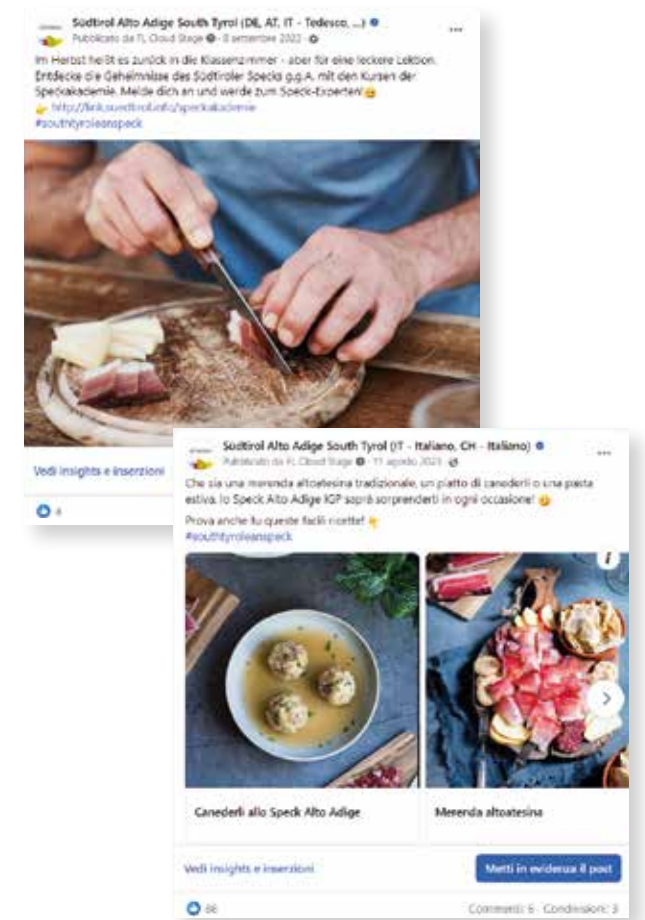 Südtirol Alto Adige South Tyrol (DE, AT, IT - Tedesco, ...)
Pubblicato da FL Cloud Stage · 8 settembre 2022 ·
Im Herbst heißt es zurück in die Klassenzimmer - aber für eine leckere Lektion.
Entdecke die Geheimnisse des Südtiroler Specks g.g.A. mit den Kursen der
Speckakademie. Melde dich an und werde zum Speck-Experten! 😋
👉 http://link.suedtirol.info/speckakademie
#southtyroleanspeck
Vedi insights e inserzioni
Südtirol Alto Adige South Tyrol (IT - Italiano, CH - Italiano)
Pubblicato da FL Cloud Stage · 11 agosto ·
Che sia una merenda altoatesina tradizionale, un piatto di canederli o una pasta
estiva, lo Speck Alto Adige IGP saprà sorprenderti in ogni occasione! 😋
Prova anche tu queste facili ricette! 👇
#southtyroleanspeck
i
Canederli allo Speck Alto Adige
Merenda altoatesina
Vedi insights e inserzioni
Metti in evidenza il post
Commenti: 6 Condivisioni: 3